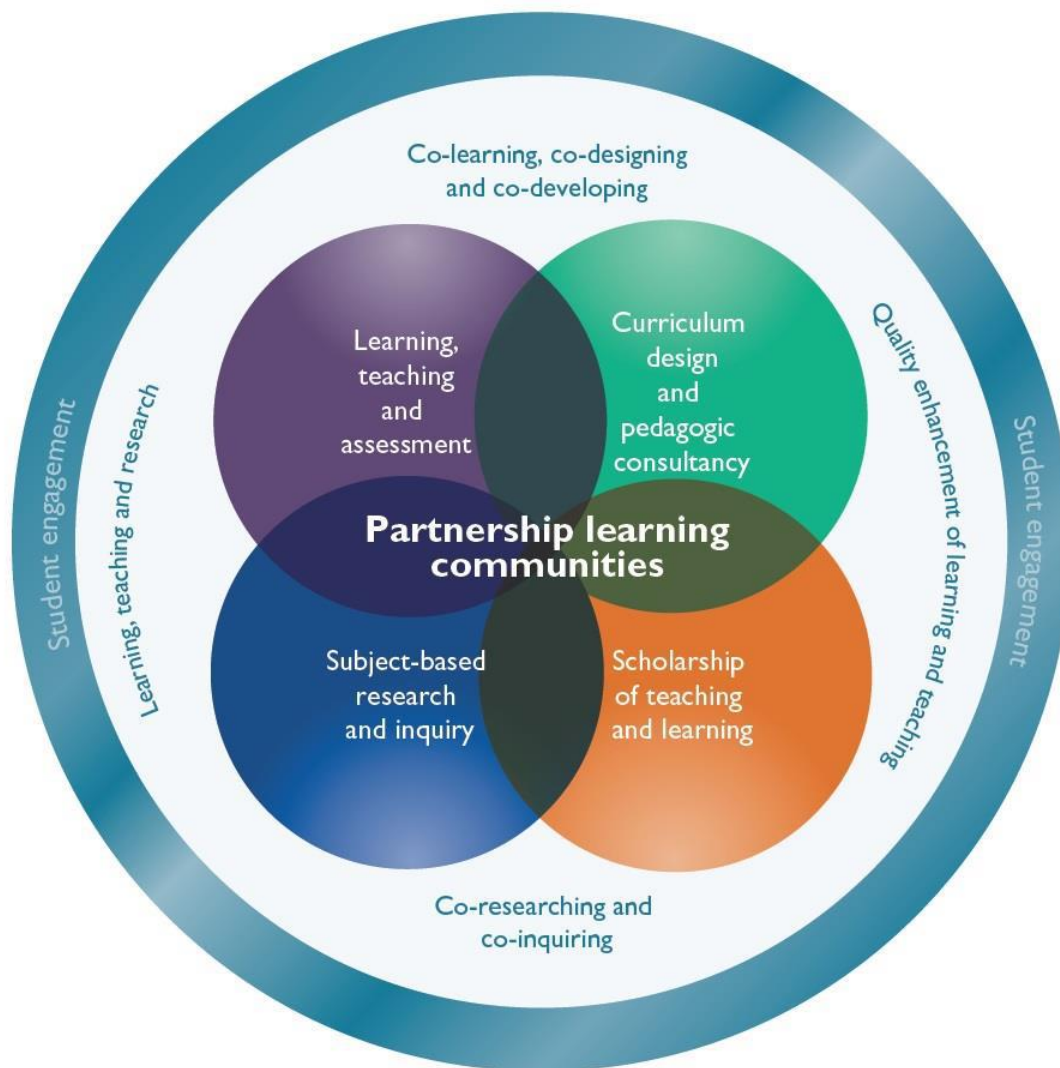 Co-learning, co-designing
and co-developing
Learning,
teaching
and
assessment
Curriculum
design
and
pedagogic
consultancy
Student engagement
Learning, teaching and research
Quality enhancement of learning and teaching
Student engagement
Partnership learning
communities
Subject-based
research
and inquiry
Scholarship
of teaching
and learning
Co-researching and
co-inquiring